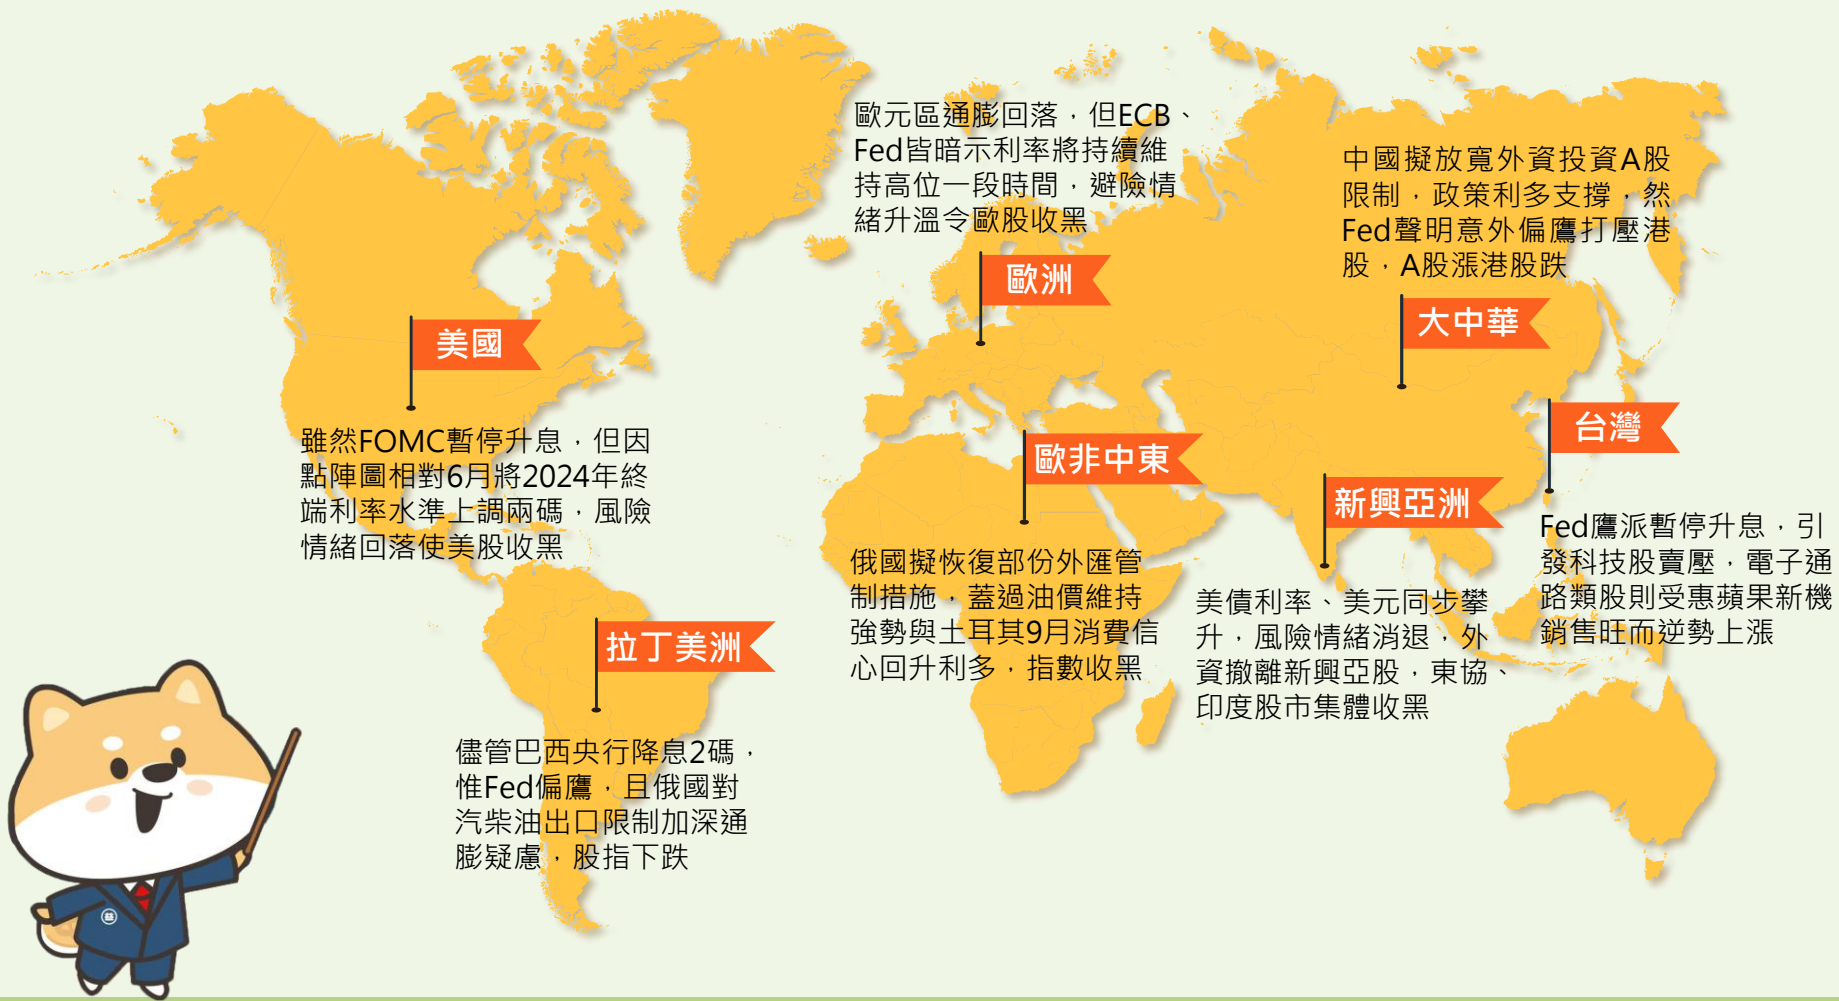 美國
雖然FOMC暫停升息，但因
點陣圖相對6月將2024年終
端利率水準上調兩碼，風險
情緒回落使美股收黑
拉丁美洲
儘管巴西央行降息2碼，
惟Fed偏鷹，且俄國對
汽柴油出口限制加深通
膨疑慮，股指下跌
歐元區通膨回落，但ECB、
Fed皆暗示利率將持續維
持高位一段時間，避險情
緒升溫令歐股收黑
歐洲
歐非中東
俄國擬恢復部份外匯管
制措施，蓋過油價維持
強勢與土耳其9月消費信
心回升利多，指數收黑
中國擬放寬外資投資A股
限制，政策利多支撐，然
Fed聲明意外偏鷹打壓港
股，A股漲港股跌
大中華
新興亞洲
美債利率、美元同步攀
升，風險情緒消退，外
資撤離新興亞股，東協、
印度股市集體收黑
台灣
Fed鷹派暫停升息，引
發科技股賣壓，電子通
路類股則受惠蘋果新機
銷售旺而逆勢上漲